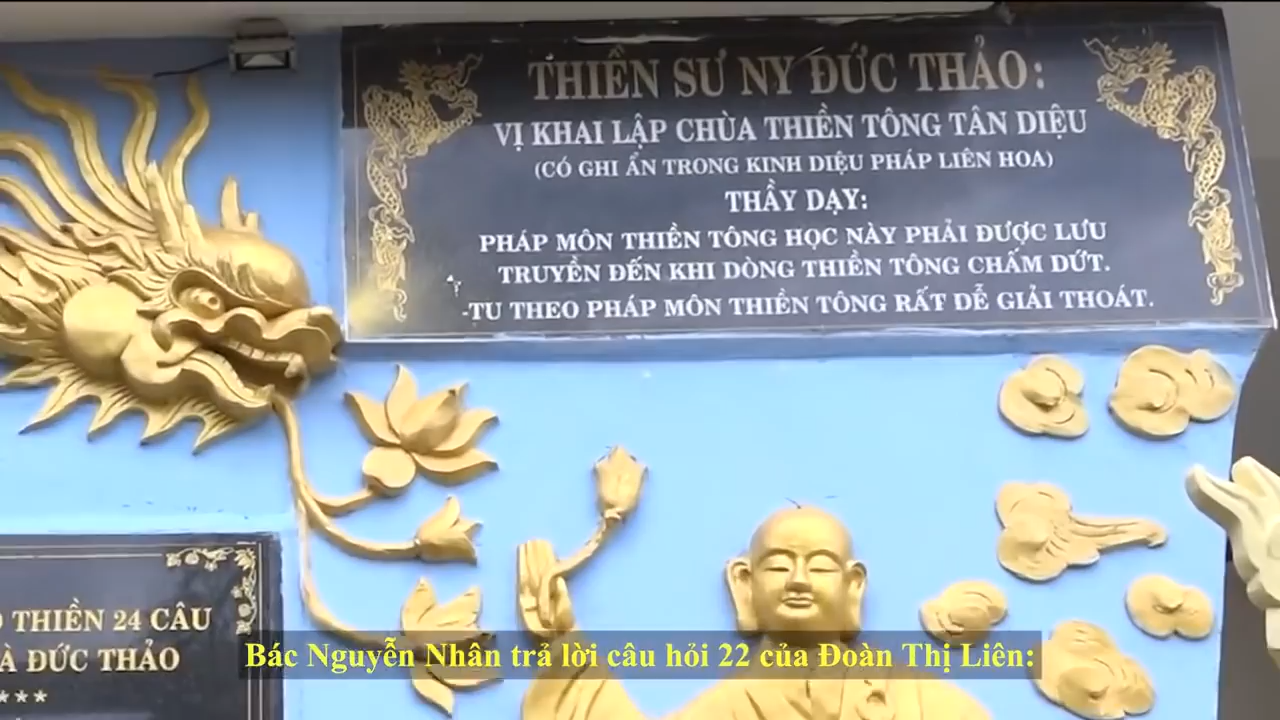 THIỀN SƯ NY ĐỨC THẢO:
VỊ KHAI LẬP CHÙA THIỀN TÔNG TÂN DIỆU
(CÓ GHI ẨN TRONG KINH DIỆU PHÁP LIÊN HOA)
THẦY DẠY:
PHÁP MÔN THIỀN TÔNG HỌC NÀY PHẢI ĐƯỢC LƯU
TRUYỀN ĐẾN KHI DÒNG THIỀN TÔNG CHẤM DỨT.
-TU THEO PHÁP MÔN THIỀN TÔNG RẤT DỄ GIẢI THOÁT.
THIỀN 24 CÂU
ĐỨC THẢO
***
Bác Nguyễn Nhân trả lời câu hỏi 22 của Đoàn Thị Liên: